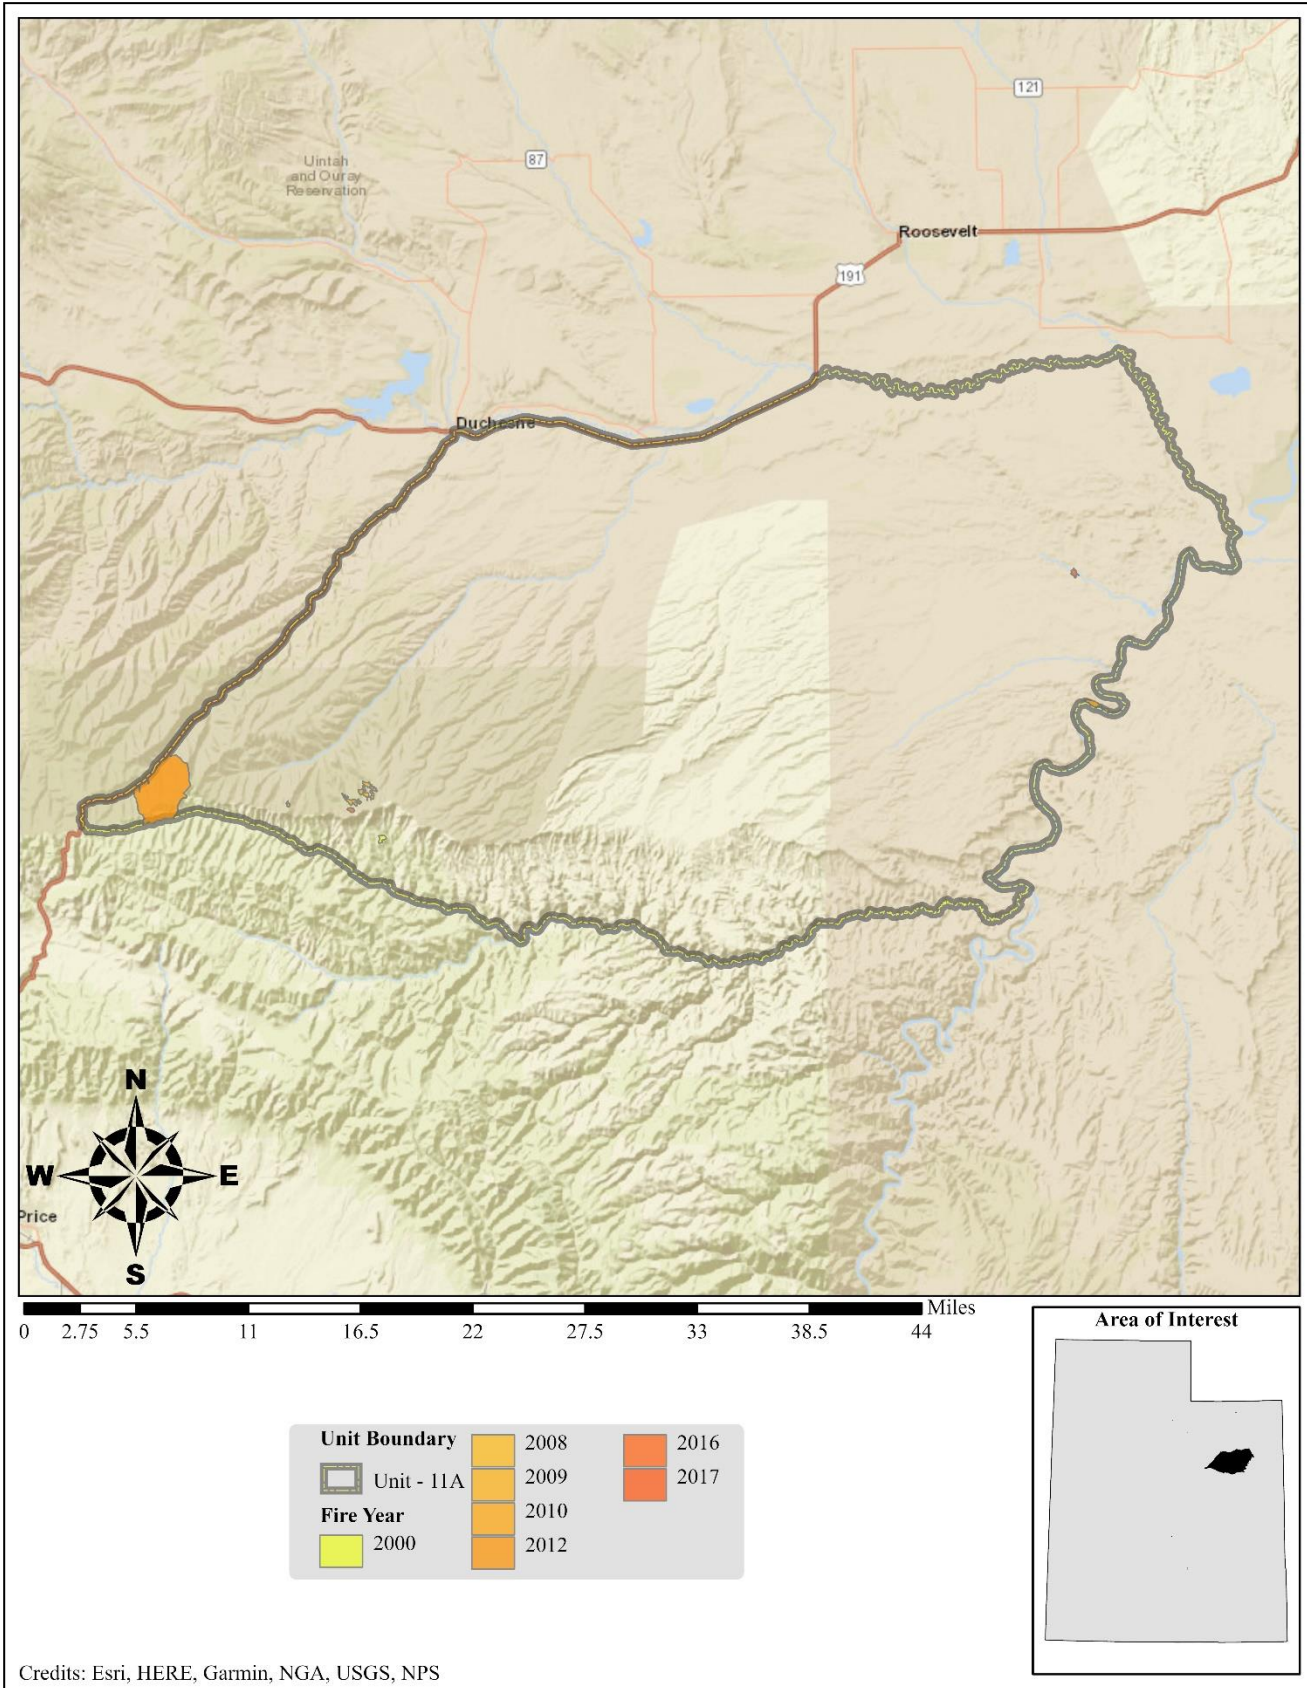 121
87
Uintah
and Ouray
Reservation
Roosevelt
191
Duchesne
N
W
E
S
Price
Miles
0 2.75 5.5 11 16.5 22 27.5 33 38.5 44
Area of Interest
Unit Boundary
Unit - 11A
Fire Year
2000
2008
2009
2010
2012
2016
2017
Credits: Esri, HERE, Garmin, NGA, USGS, NPS